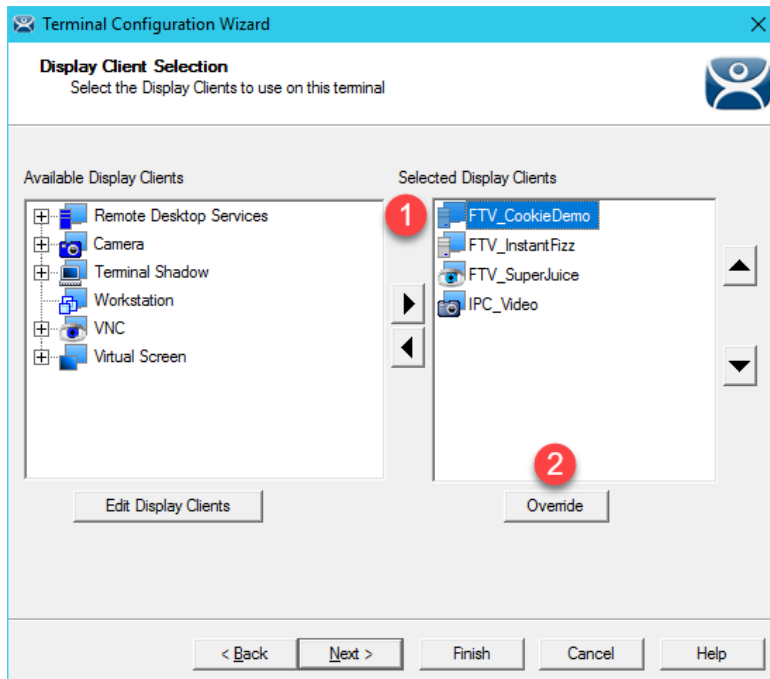 Terminal Configuration Wizard
Display Client Selection
Select the Display Clients to use on this terminal
Available Display Clients
Remote Desktop Services
Camera
Terminal Shadow
Workstation
VNC
Virtual Screen
Edit Display Clients
Selected Display Clients
1
FTV_CookieDemo
FTV_InstantFizz
FTV_SuperJuice
IPC_Video
2
Override
< Back
Next >
Finish
Cancel
Help